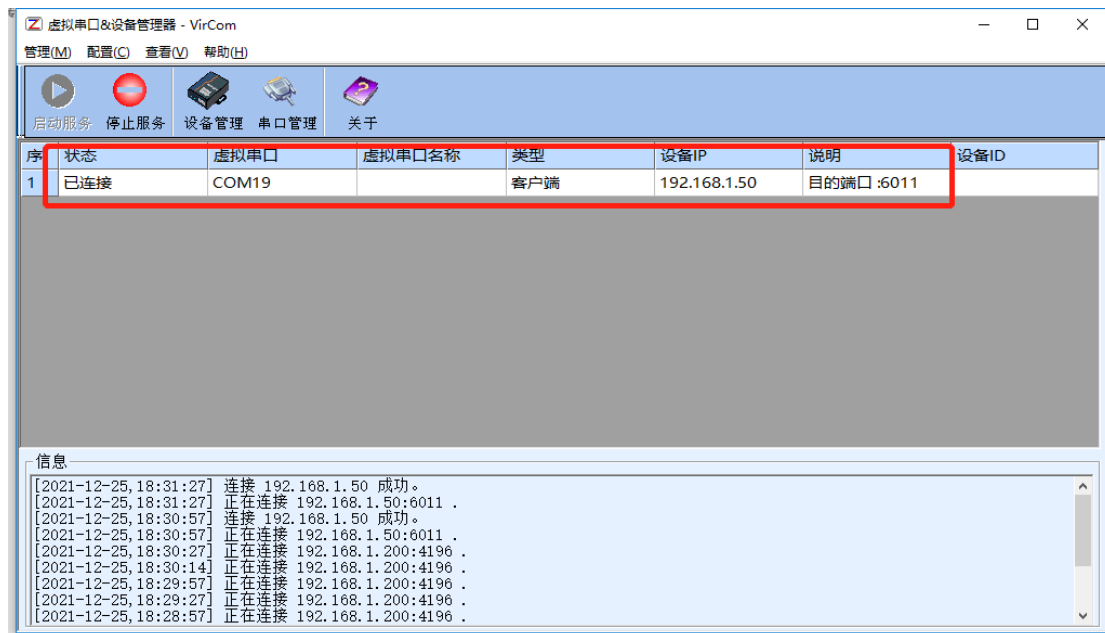 虚拟串口&设备管理器 - VirCom
管理(M) 配置(C) 查看(V) 帮助(H)
启动服务 停止服务 设备管理 串口管理 关于
序 状态 虚拟串口 虚拟串口名称 类型 设备IP 说明 设备ID
1 已连接 COM19 客户端 192.168.1.50 目的端口 :6011
信息
[2021-12-25,18:31:27] 连接 192.168.1.50 成功。
[2021-12-25,18:31:27] 正在连接 192.168.1.50:6011 .
[2021-12-25,18:30:57] 连接 192.168.1.50 成功。
[2021-12-25,18:30:57] 正在连接 192.168.1.50:6011 .
[2021-12-25,18:30:27] 正在连接 192.168.1.200:4196 .
[2021-12-25,18:30:14] 正在连接 192.168.1.200:4196 .
[2021-12-25,18:29:57] 正在连接 192.168.1.200:4196 .
[2021-12-25,18:29:27] 正在连接 192.168.1.200:4196 .
[2021-12-25,18:28:57] 正在连接 192.168.1.200:4196 .